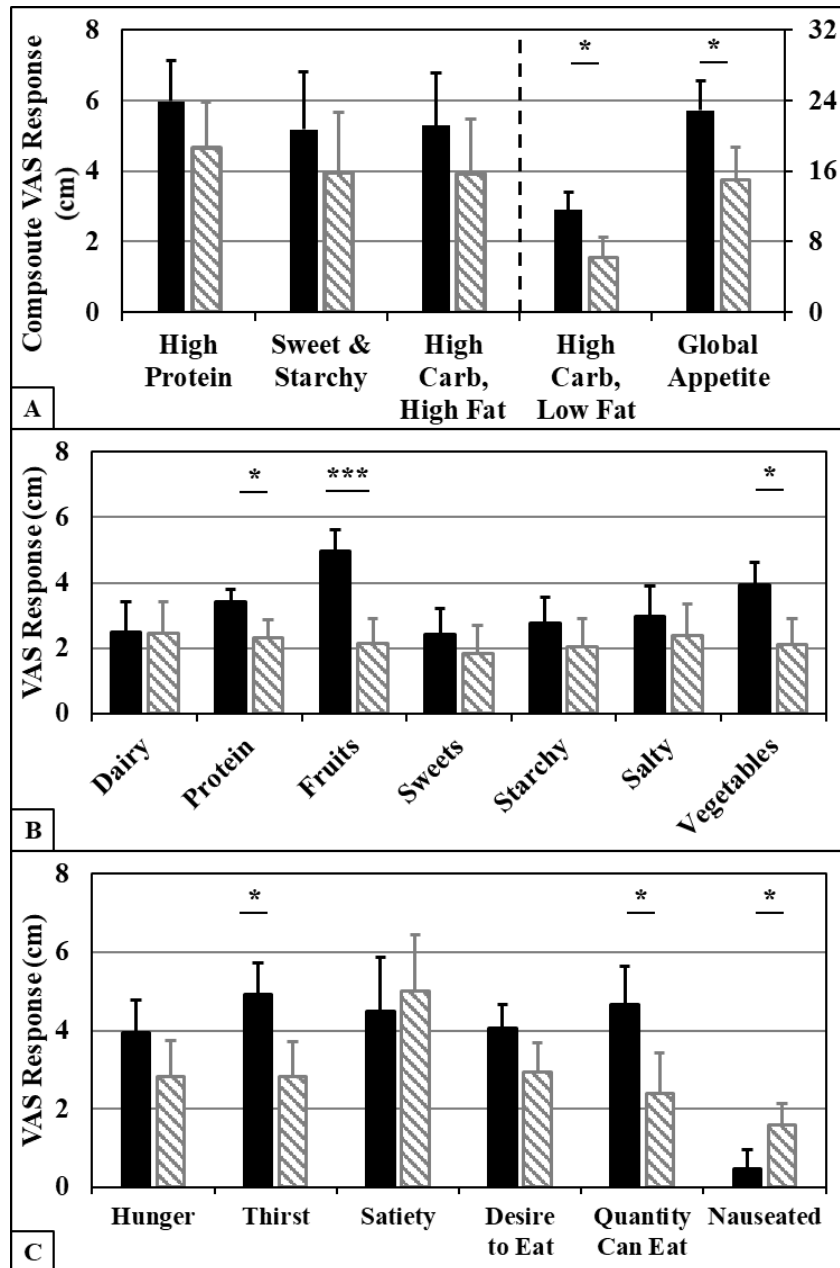 Compsoute VAS Response
(cm)
8
6
4
2
0
32
24
16
8
0
*
*
High
Protein
Sweet &
Starchy
High
Carb,
High Fat
High
Carb,
Low Fat
Global
Appetite
A
VAS Response (cm)
8
6
4
2
0
*
***
*
Dairy
Protein
Fruits
Sweets
Starchy
Salty
Vegetables
B
VAS Response (cm)
8
6
4
2
0
*
*
*
Hunger
Thirst
Satiety
Desire
to Eat
Quantity
Can Eat
Nauseated
C